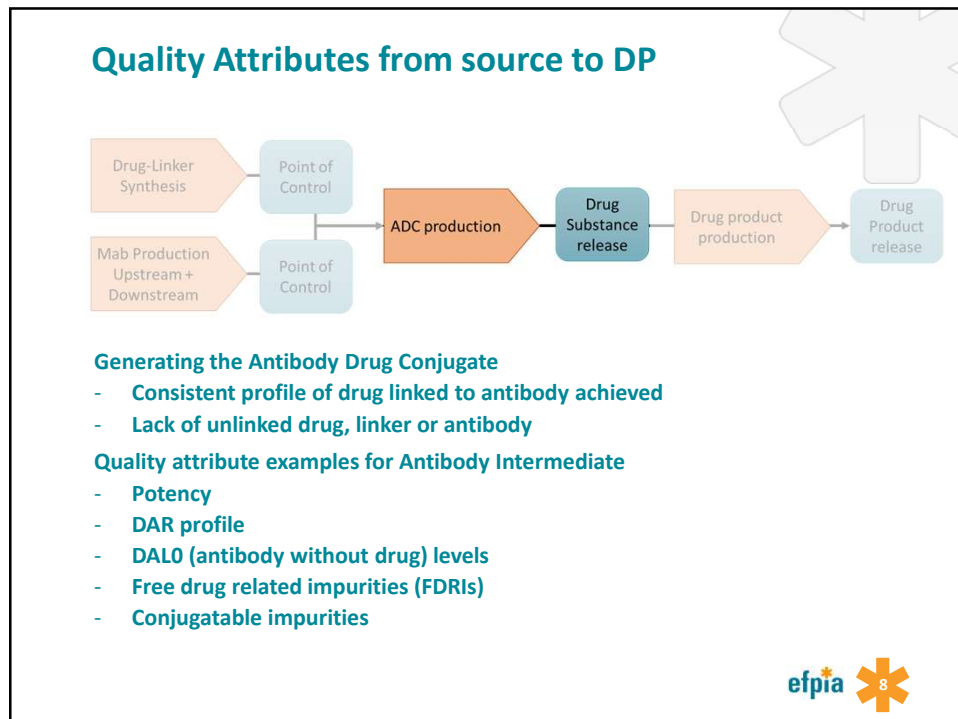 Quality Attributes from source to DP
Drug-Linker
Synthesis
Point of
Control
Mab Production
Upstream +
Downstream
Point of
Control
ADC production
Drug
Substance
release
Drug product
production
Drug
Product
release
Generating the Antibody Drug Conjugate
- Consistent profile of drug linked to antibody achieved
- Lack of unlinked drug, linker or antibody
Quality attribute examples for Antibody Intermediate
- Potency
- DAR profile
- DAL0 (antibody without drug) levels
- Free drug related impurities (FDRIs)
- Conjugatable impurities
efpia
8